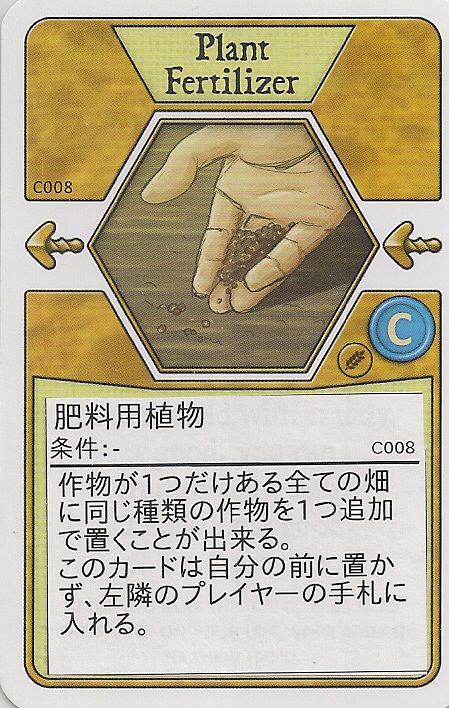 Plant
Fertilizer
C008
C
肥料用植物
条件:-
C008
作物が1つだけある全ての畑
に同じ種類の作物を1つ追加
で置くことが出来る。
このカードは自分の前に置か
ず、左隣のプレイヤーの手札に
入れる。